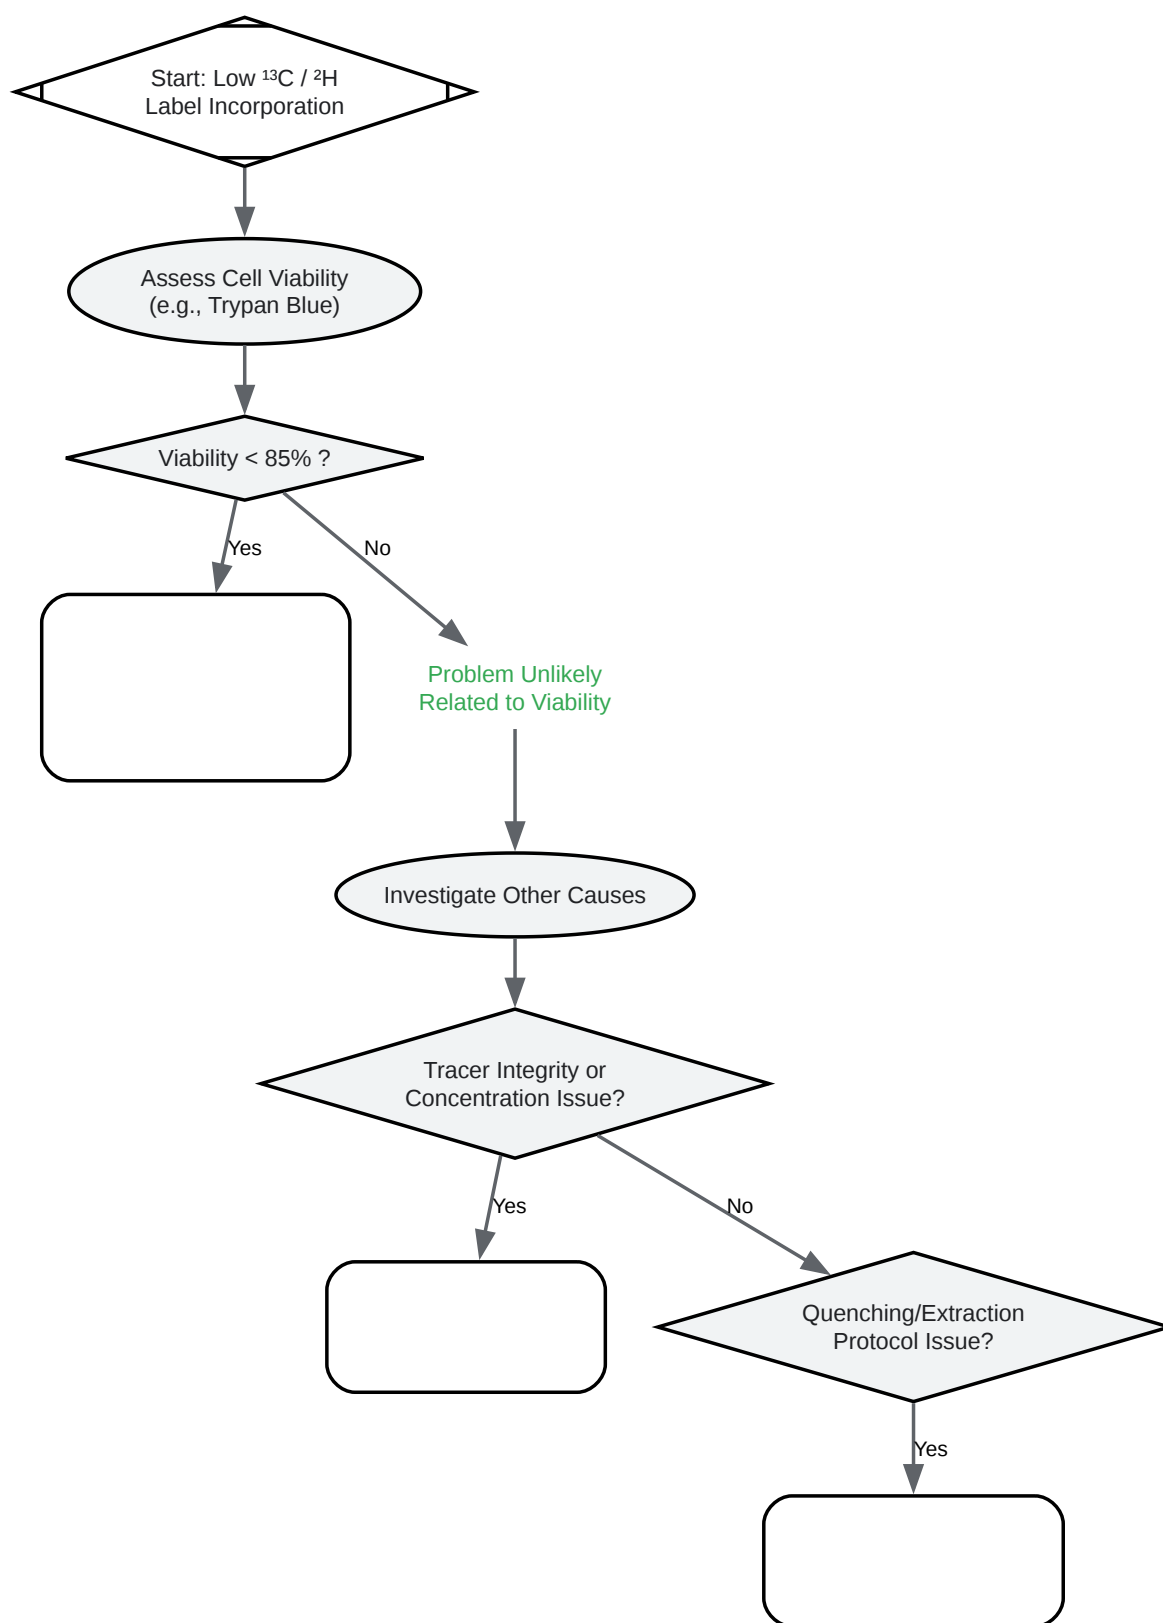 Start: Low ¹³C / ²H
Label Incorporation
Assess Cell Viability
(e.g., Trypan Blue)
Viability < 85% ?
Yes
No
Problem Unlikely
Related to Viability
Investigate Other Causes
Tracer Integrity or
Concentration Issue?
Yes
No
Quenching/Extraction
Protocol Issue?
Yes